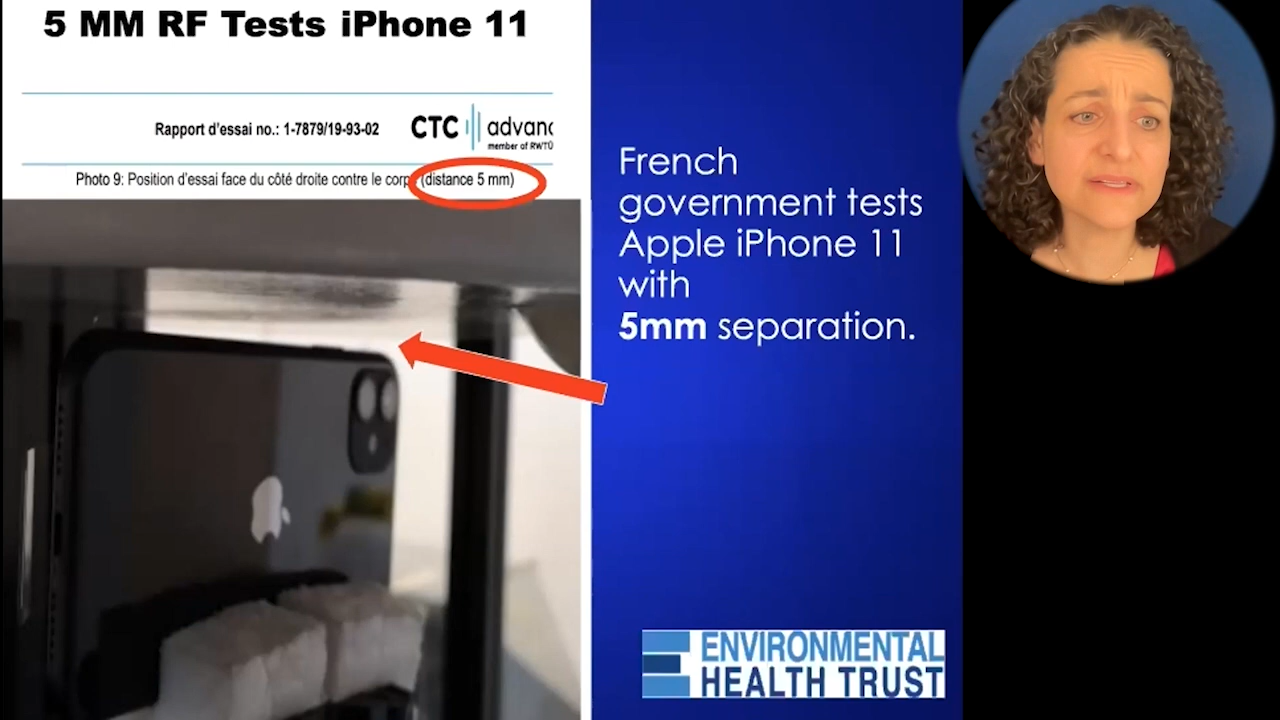 5 MM RF Tests iPhone 11
Rapport d'essai no.: 1-7879/19-93-02
CTC advanc
member of RWTÜ
Photo 9: Position d'essai face du côté droite contre le corp (distance 5 mm)
French
government tests
Apple iPhone 11
with
5mm separation.
ENVIRONMENTAL
HEALTH TRUST